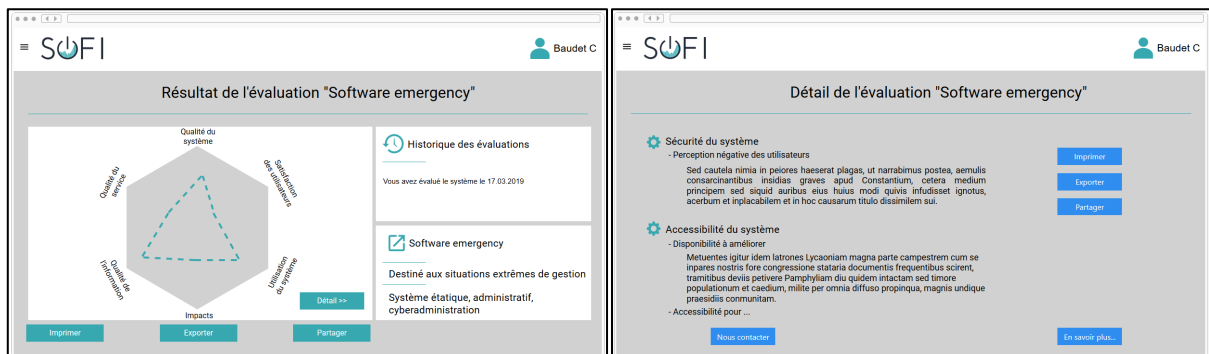 SOFI
Baudet C
Résultat de l'évaluation "Software emergency"
Qualité du
système
Satisfaction
des utilisateurs
Utilisation
du système
Impacts
Qualité de
l'information
Qualité du
service
Détail >>
Historique des évaluations
Vous avez évalué le système le 17.03.2019
Software emergency
Destiné aux situations extrêmes de gestion
Système étatique, administratif,
cyberadministration
Imprimer
Exporter
Partager
SOFI
Baudet C
Détail de l'évaluation "Software emergency"
Sécurité du système
- Perception négative des utilisateurs
Sed cautela nimia in peiores haeserat plagas, ut narrabimus postea, aemulis
consarcinantibus insidias graves apud Constantium, cetera medium
principem sed siquid auribus eius huius modi quivis infudisset ignotus,
acerbum et inplacabilem et in hoc causarum titulo dissimilem sui.
Imprimer
Exporter
Partager
Accessibilité du système
- Disponibilité à améliorer
Metuentes igitur idem latrones Lycaoniam magna parte campestrem cum se
inpares nostris fore congressione stataria documentis frequentibus scirent,
tramitibus deviis petivere Pamphyliam diu quidem intactam sed timore
populationum et caedium, milite per omnia diffuso propinqua, magnis undique
praesidiis conmunitam.
- Accessibilité pour ...
Nous contacter
En savoir plus...